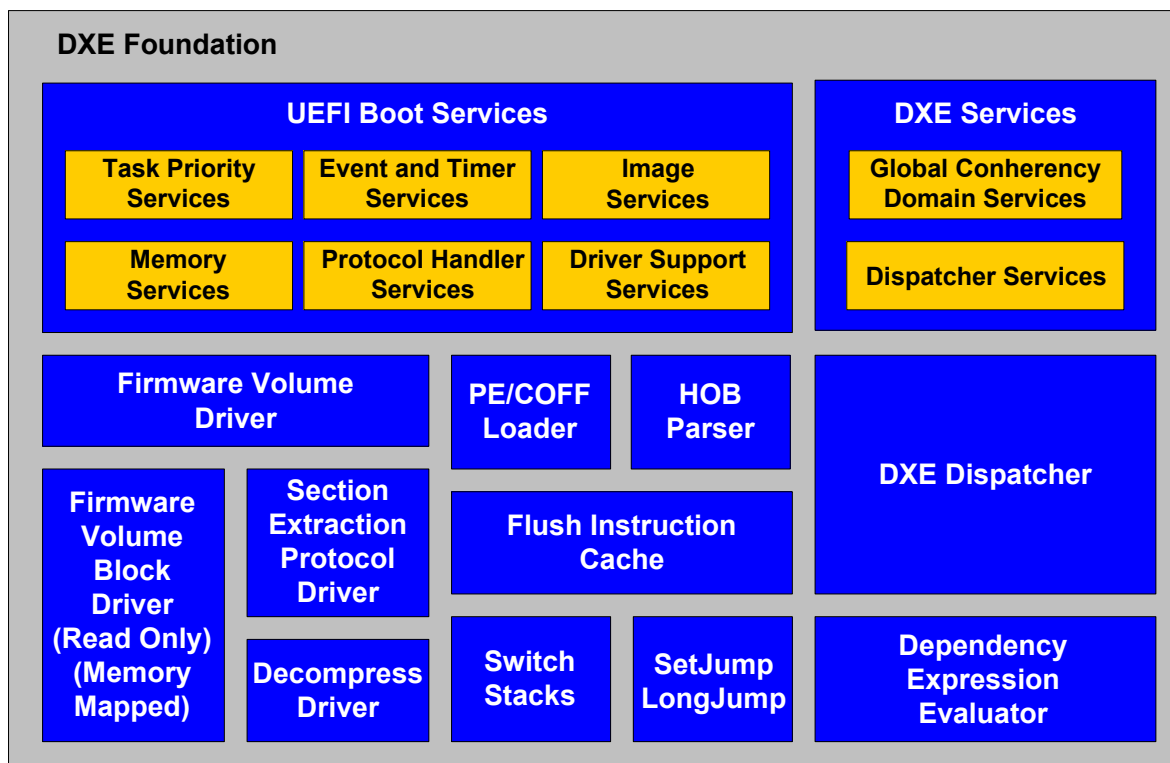 DXE Foundation
UEFI Boot Services
Task Priority
Services
Event and Timer
Services
Image
Services
Memory
Services
Protocol Handler
Services
Driver Support
Services
DXE Services
Global Conherency
Domain Services
Dispatcher Services
Firmware Volume
Driver
PE/COFF
Loader
HOB
Parser
DXE Dispatcher
Firmware
Volume
Block
Driver
(Read Only)
(Memory
Mapped)
Section
Extraction
Protocol
Driver
Flush Instruction
Cache
Decompress
Driver
Switch
Stacks
SetJump
LongJump
Dependency
Expression
Evaluator